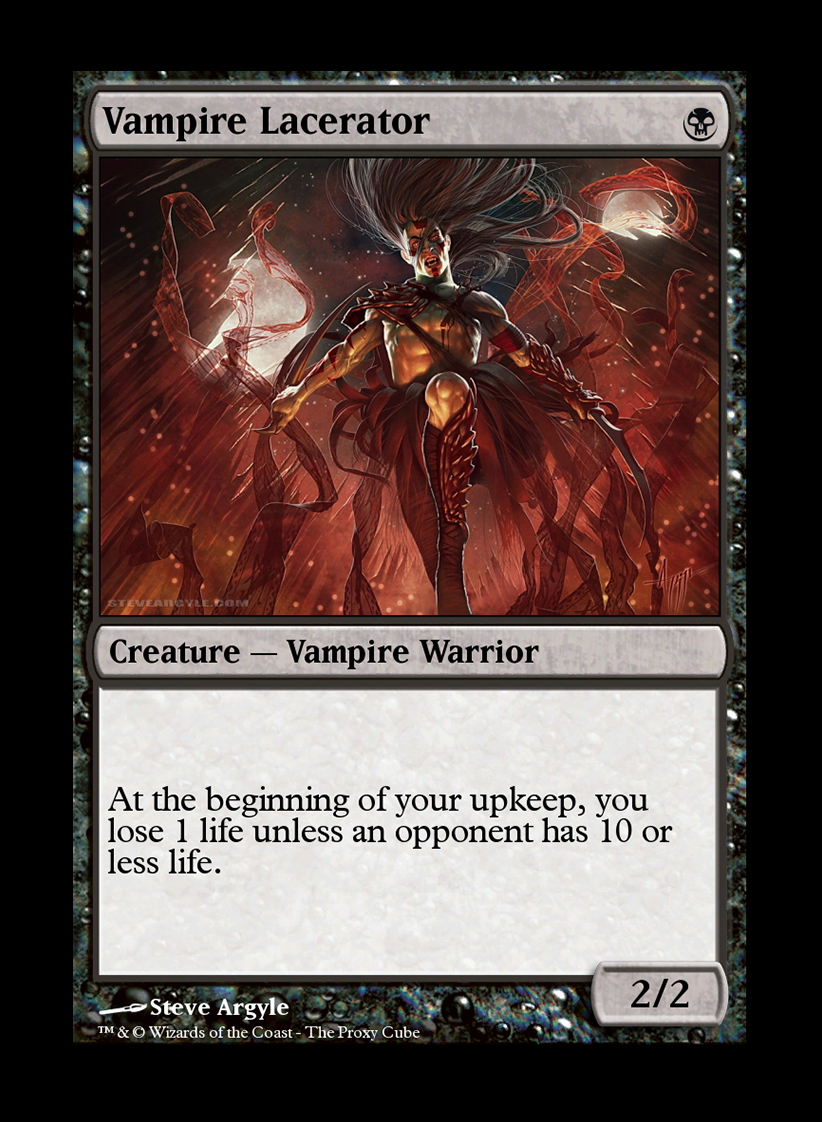 Vampire Lacerator
STEVEARGYLE.COM
Creature — Vampire Warrior
At the beginning of your upkeep, you
lose 1 life unless an opponent has 10 or
less life.
2/2
Steve Argyle
™ & © Wizards of the Coast - The Proxy Cube